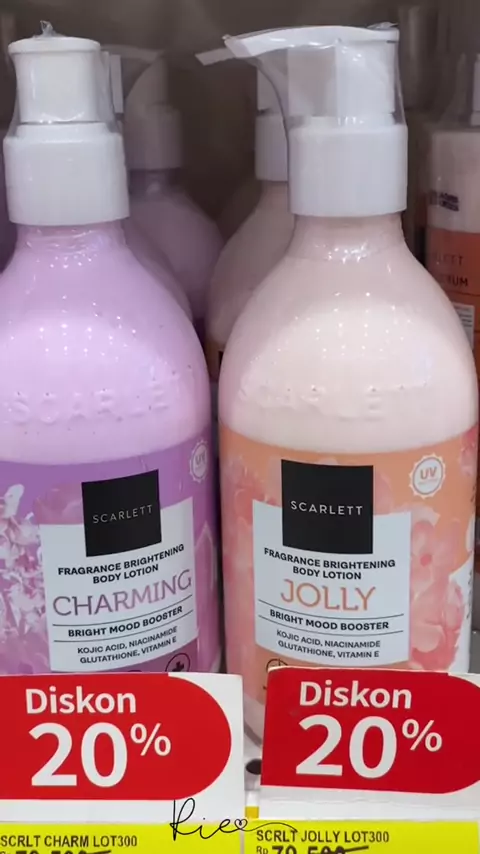 SCARLETT
FRAGRANCE BRIGHTENING
BODY LOTION
CHARMING
BRIGHT MOOD BOOSTER
KOJIC ACID, NIACINAMIDE
GLUTATHIONE, VITAMIN E
SCARLETT
UV
SCARLETT
FRAGRANCE BRIGHTENING
BODY LOTION
JOLLY
BRIGHT MOOD BOOSTER
KOJIC ACID, NIACINAMIDE
GLUTATHIONE, VITAMIN E
Diskon
20%
Diskon
20%
SCRLT CHARM LOT300
SCRLT JOLLY LOT300
Rp